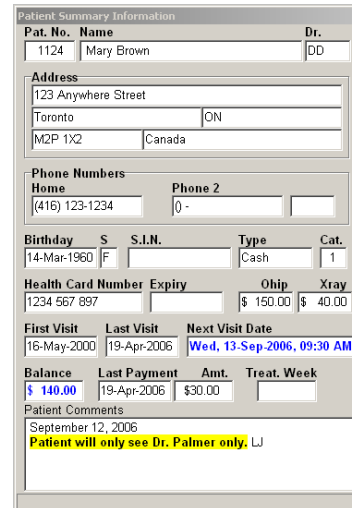 Patient Summary Information
Pat. No. Name Dr.
1124 Mary Brown DD
Address
123 Anywhere Street
Toronto ON
M2P 1X2 Canada
Phone Numbers
Home Phone 2
(416) 123-1234 () -
Birthday S S.I.N. Type Cat.
14-Mar-1960 F Cash 1
Health Card Number Expiry Ohip Xray
1234 567 897 $ 150.00 $ 40.00
First Visit Last Visit Next Visit Date
16-May-2000 19-Apr-2006 Wed, 13-Sep-2006, 09:30 AM
Balance Last Payment Amt. Treat. Week
$ 140.00 19-Apr-2006 $30.00
Patient Comments
September 12, 2006
Patient will only see Dr. Palmer only. LJ